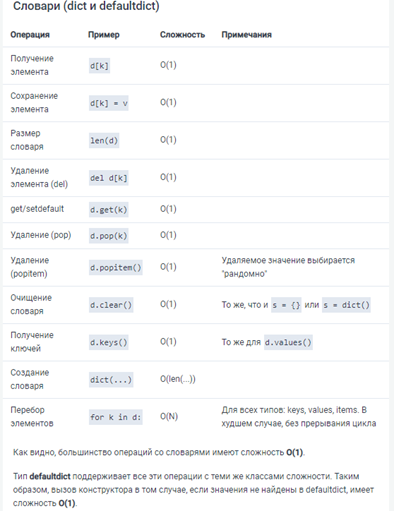 Словари (dict и defaultdict)
Операция Пример Сложность Примечания
Получение
элемента d[k] O(1)
Сохранение
элемента d[k] = v O(1)
Размер
словаря len(d) O(1)
Удаление
элемента (del) del d[k] O(1)
get/setdefault d.get(k) O(1)
Удаление (pop) d.pop(k) O(1)
Удаление
(popitem) d.popitem() O(1) Удаляемое значение выбирается
"рандомно"
Очищение
словаря d.clear() O(1) То же, что и s = {} или s = dict()
Получение
ключей d.keys() O(1) То же для d.values()
Создание
словаря dict(...) O(len(...))
Перебор
элементов for k in d: O(N) Для всех типов: keys, values, items. В
худшем случае, без прерывания цикла
Как видно, большинство операций со словарями имеют сложность O(1).
Тип defaultdict поддерживает все эти операции с теми же классами сложности. Таким
образом, вызов конструктора в том случае, если значения не найдены в defaultdict, имеет
сложность O(1).